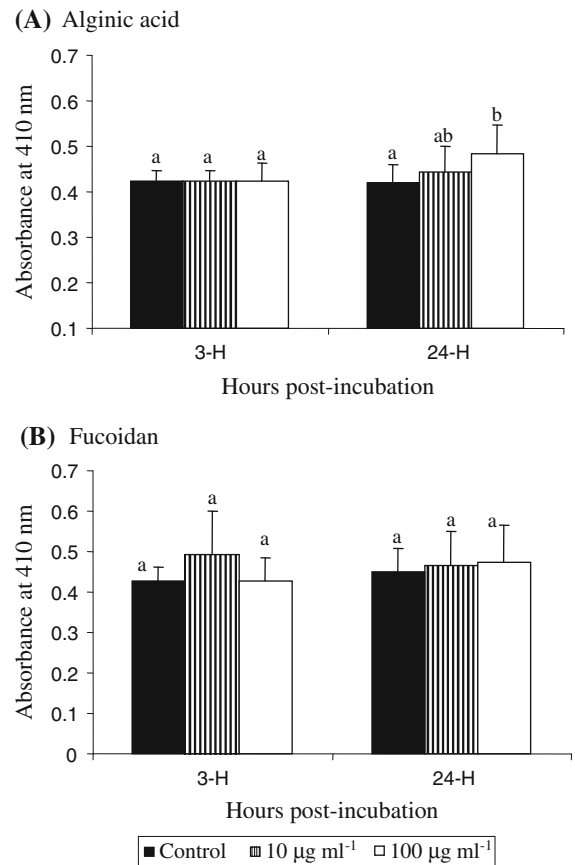 (A) Alginic acid
Absorbance at 410 nm
0.7
0.6
0.5
0.4
0.3
0.2
0.1
a a a
a ab b
3-H 24-H
Hours post-incubation
(B) Fucoidan
Absorbance at 410 nm
0.7
0.6
0.5
0.4
0.3
0.2
0.1
0
a a a
a a a
3-H 24-H
Hours post-incubation
Control 10 µg ml⁻¹ 100 µg ml⁻¹